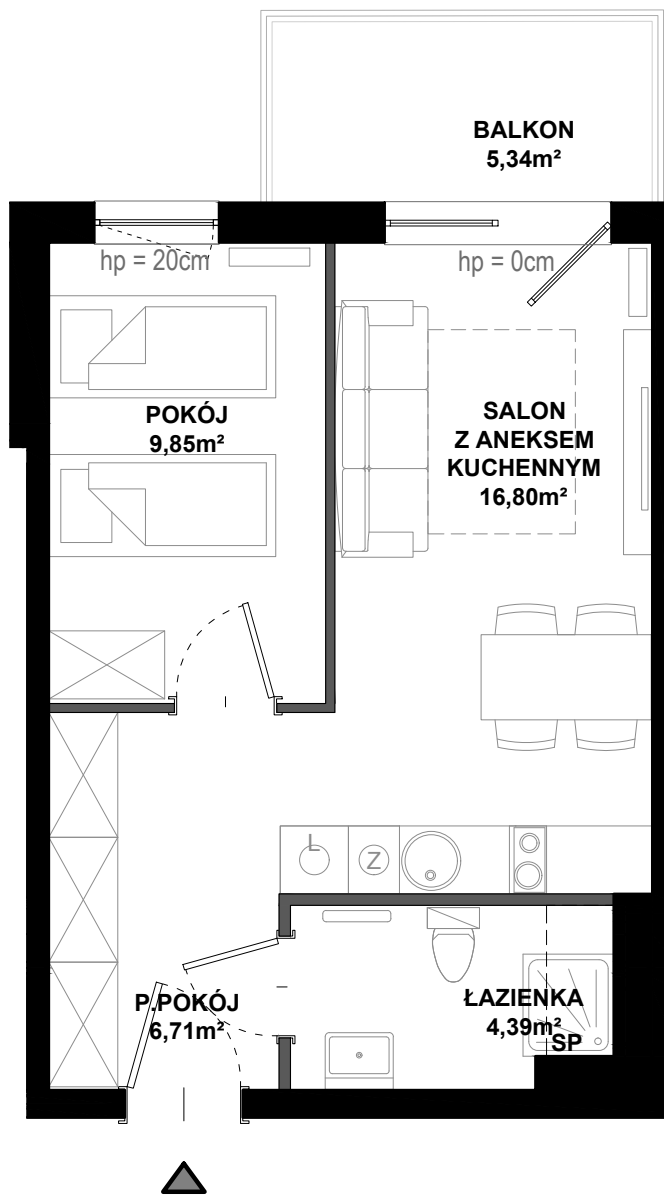 BALKON
5,34m²
hp = 20cm
hp = 0cm
POKÓJ
9,85m²
SALON
Z ANEKSEM
KUCHENNYM
16,80m²
L
Z
P.POKÓJ
6,71m²
ŁAZIENKA
4,39m²
SP